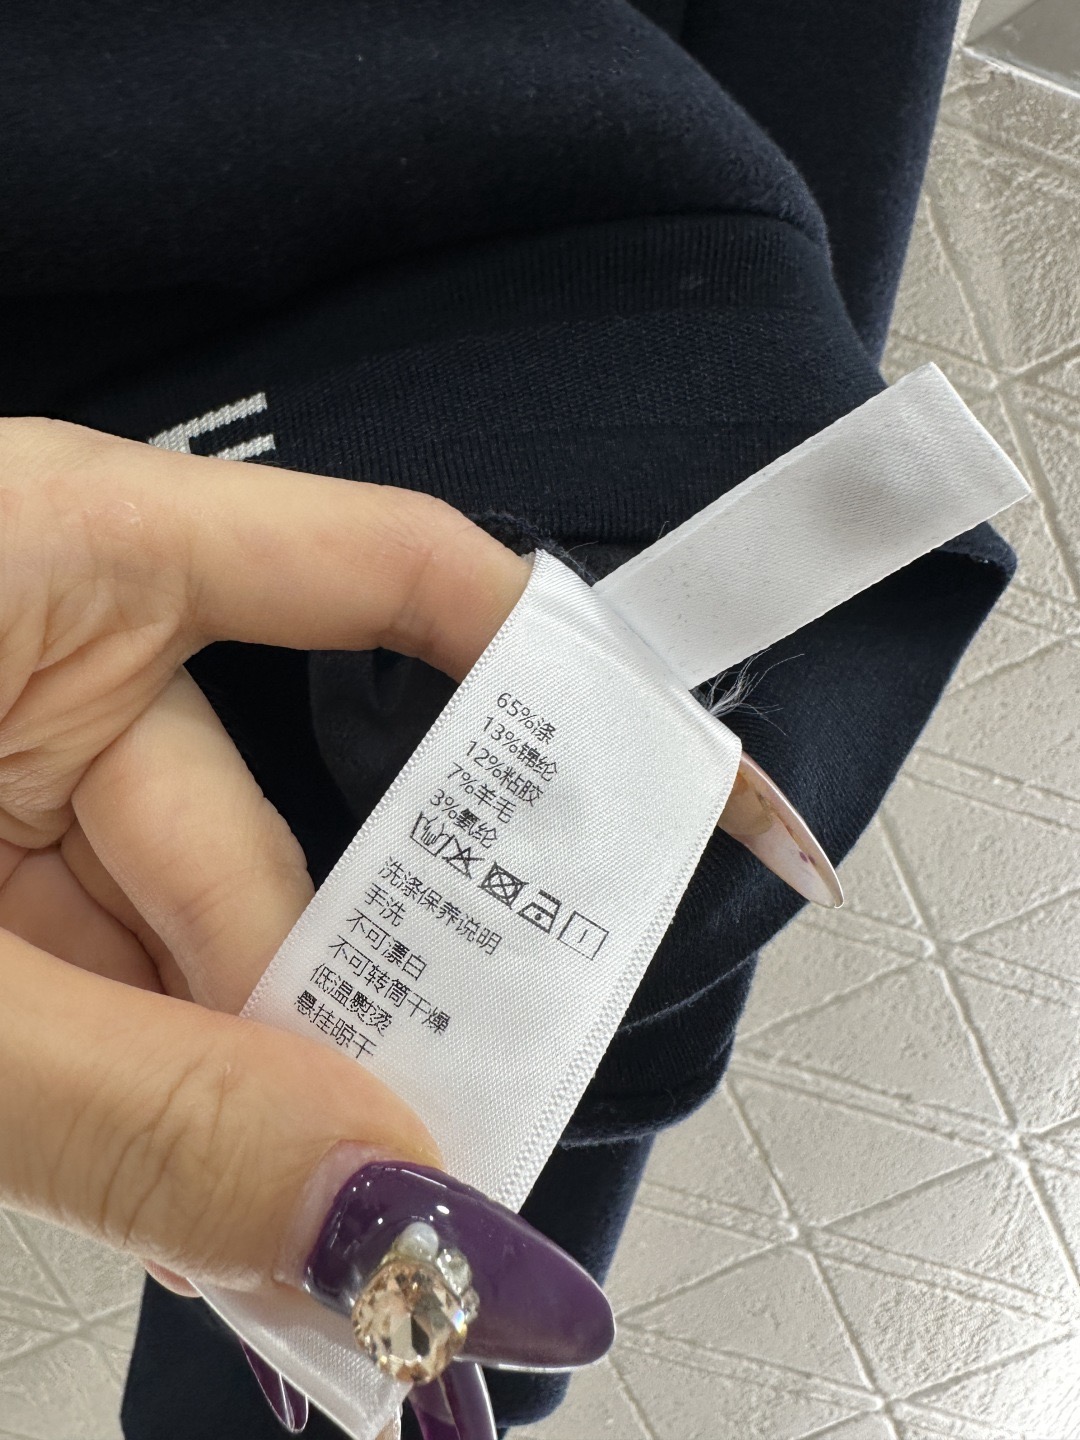 65%涤
13%锦纶
12%粘胶
7%羊毛
3%氨纶
洗涤保养说明
手洗
不可漂白
不可转筒干燥
低温熨烫
悬挂晾干